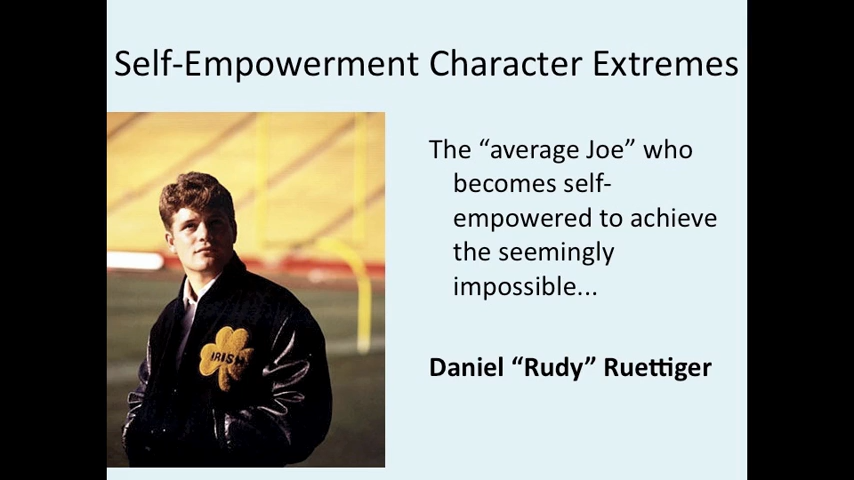 Self-Empowerment Character Extremes
The “average Joe” who
becomes self-
empowered to achieve
the seemingly
impossible...
IRISH
Daniel “Rudy” Ruettiger